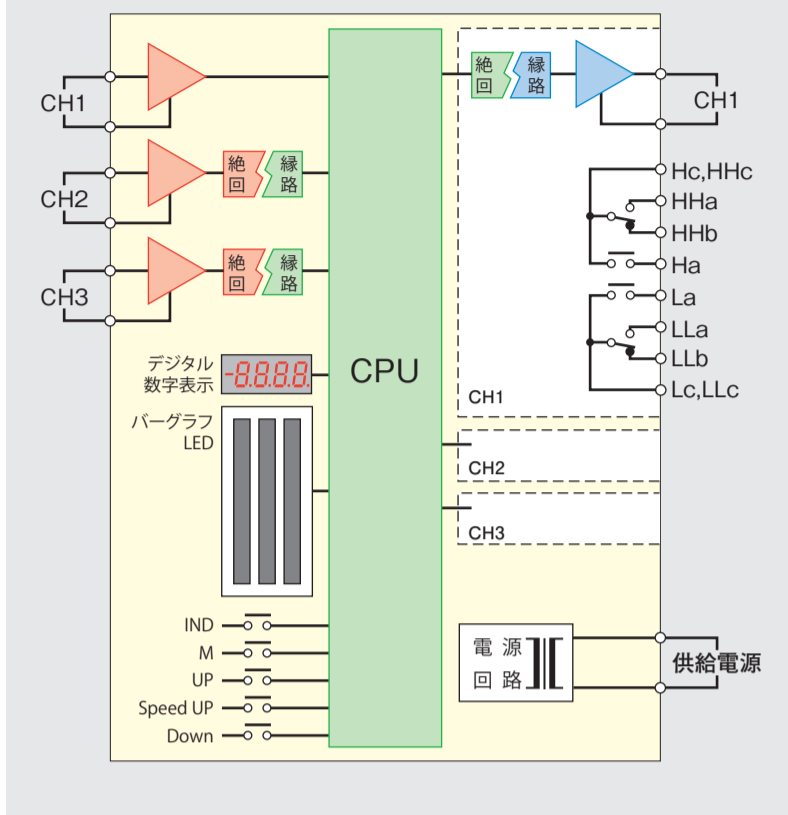 CH1
CH2
絶 縁
回 路
CH3
絶 縁
回 路
デジタル
数字表示
-8.8.8.8.
バーグラフ
LED
IND
M
UP
Speed UP
Down
CPU
絶 縁
回 路
CH1
Hc,HHc
HHa
HHb
Ha
La
LLa
LLb
Lc,LLc
CH1
CH2
CH3
電 源
回 路
供給電源